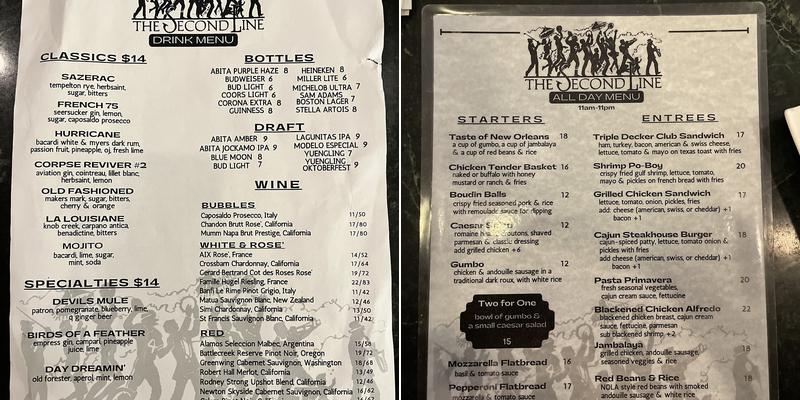 THE SECOND LINE
DRINK MENU
CLASSICS $14
SAZERAC
tempelton rye, herbsaint,
sugar, bitters
FRENCH 75
seersucker gin, lemon,
sugar, caposaldo prosecco
HURRICANE
bacardi white & myers dark rum,
passion fruit, pineapple, oj, fresh lime
CORPSE REVIVER #2
aviation gin, cointreau, lillet blanc,
herbsaint, lemon
OLD FASHIONED
makers mark, sugar, bitters,
cherry & orange
LA LOUISIANE
knob creek, carpano antica,
benadictine, bitters
MOJITO
bacardi, lime, sugar,
mint, soda
SPECIALTIES $14
DEVILS MULE
patron, pomegranate, blueberry, lime,
q ginger beer
BIRDS OF A FEATHER
empress gin, campari, pineapple
juice, lime
DAY DREAMIN'
old forester, aperol, mint, lemon
BOTTLES
ABITA PURPLE HAZE 8
BUDWEISER 6
BUD LIGHT 6
COORS LIGHT 6
CORONA EXTRA 8
GUINNESS 8
HEINEKEN 8
MILLER LITE 6
MICHELOB ULTRA 7
SAM ADAMS
BOSTON LAGER 7
STELLA ARTOIS 8
DRAFT
ABITA AMBER 9
ABITA JOCKAMO IPA 9
BLUE MOON 8
BUD LIGHT 7
LAGUNITAS IPA 9
MODELO ESPECIAL 9
YUENGLING 7
YUENGLING
OKTOBERFEST 9
WINE
BUBBLES
Caposaldo Prosecco, Italy 11/50
Chandon Brutt Rose', California 17/80
Mumm Napa Brut Prestige, California 17/80
WHITE & ROSE'
AIX Rose', France 14/52
Crossbarn Chardonnay, California 17/64
Gerard Bertrand Cot des Roses Rose' 19/72
Famille Hugel Riesling, France 22/83
Banfi Le Rime Pinot Grigio, Italy 11/42
Matua Sauvignon Blanc, New Zealand 12/46
Simi Chardonnay, California 13/50
St Francis Sauvignon Blanc, California 11/42
RED
Alamos Seleccion Malbec, Argentina 15/58
Battlecreek Reserve Pinot Noir, Oregon 19/72
Greenwing Cabernet Sauvignon, Washington 18/68
Robert Hall Merlot, California 13/49
Rodney Strong Upshot Blend, California 12/46
Newton Skyside Cabernet Sauvignon, California 16/62
THE SECOND LINE
ALL DAY MENU
11am-11pm
STARTERS
Taste of New Orleans 18
a cup of gumbo, a cup of jambalaya
& a cup of red beans & rice
Chicken Tender Basket 16
naked or buffalo with honey
mustard or ranch, & fries
Boudin Balls 12
crispy fried seasoned pork & rice
with remoulade sauce for dipping
Caesar 12
romaine croutons, shaved
parmesan & classic dressing
add grilled chicken +6
Gumbo 12
chicken & andouille sausage in a
traditional dark roux, with white rice
Two for One
bowl of gumbo &
a small caesar salad
15
Mozzarella Flatbread 16
basil & tomato sauce
Pepperoni Flatbread 17
mozzarella & tomato sauce
ENTREES
Triple Decker Club Sandwich 17
ham, turkey, bacon, american & swiss cheese,
lettuce, tomato & mayo on texas toast with fries
Shrimp Po-Boy 20
crispy fried gulf shrimp, lettuce, tomato,
mayo & pickles on french bread with fries
Grilled Chicken Sandwich 17
lettuce, tomato, onion, pickles, fries
add: cheese (american, swiss, or cheddar) +1
bacon +1
Cajun Steakhouse Burger 18
cajun-spiced patty, lettuce, tomato onion &
pickles with fries
add cheese (american, swiss, or cheddar) +1
bacon +1
Pasta Primavera 20
fresh seasonal vegetables,
cajun cream sauce, fettucine
Blackened Chicken Alfredo 22
blackened chicken breast, cajun cream
sauce, fettucine, parmesan
sub blackened shrimp +2
Jambalaya 18
grilled chicken, andouille sausage,
seasoned veggies & rice
Red Beans & Rice 18
NOLA style red beans with smoked
andouille sausage & white rice